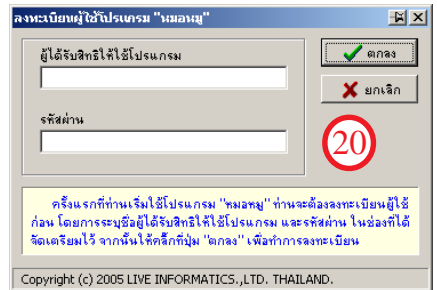 ลงทะเบียนผู้ใช้โปรแกรม "หมอหมู"
ผู้ได้รับสิทธิให้ใช้โปรแกรม
ตกลง
ยกเลิก
รหัสผ่าน
20
ครั้งแรกที่ท่านเริ่มใช้โปรแกรม "หมอหมู" ท่านจะต้องลงทะเบียนผู้ใช้
ก่อน โดยการระบุชื่อผู้ได้รับสิทธิให้ใช้โปรแกรม และรหัสผ่าน ในช่องที่ได้
จัดเตรียมไว้ จากนั้นให้คลิ๊กที่ปุ่ม "ตกลง" เพื่อทำการลงทะเบียน
Copyright (c) 2005 LIVE INFORMATICS.,LTD. THAILAND.